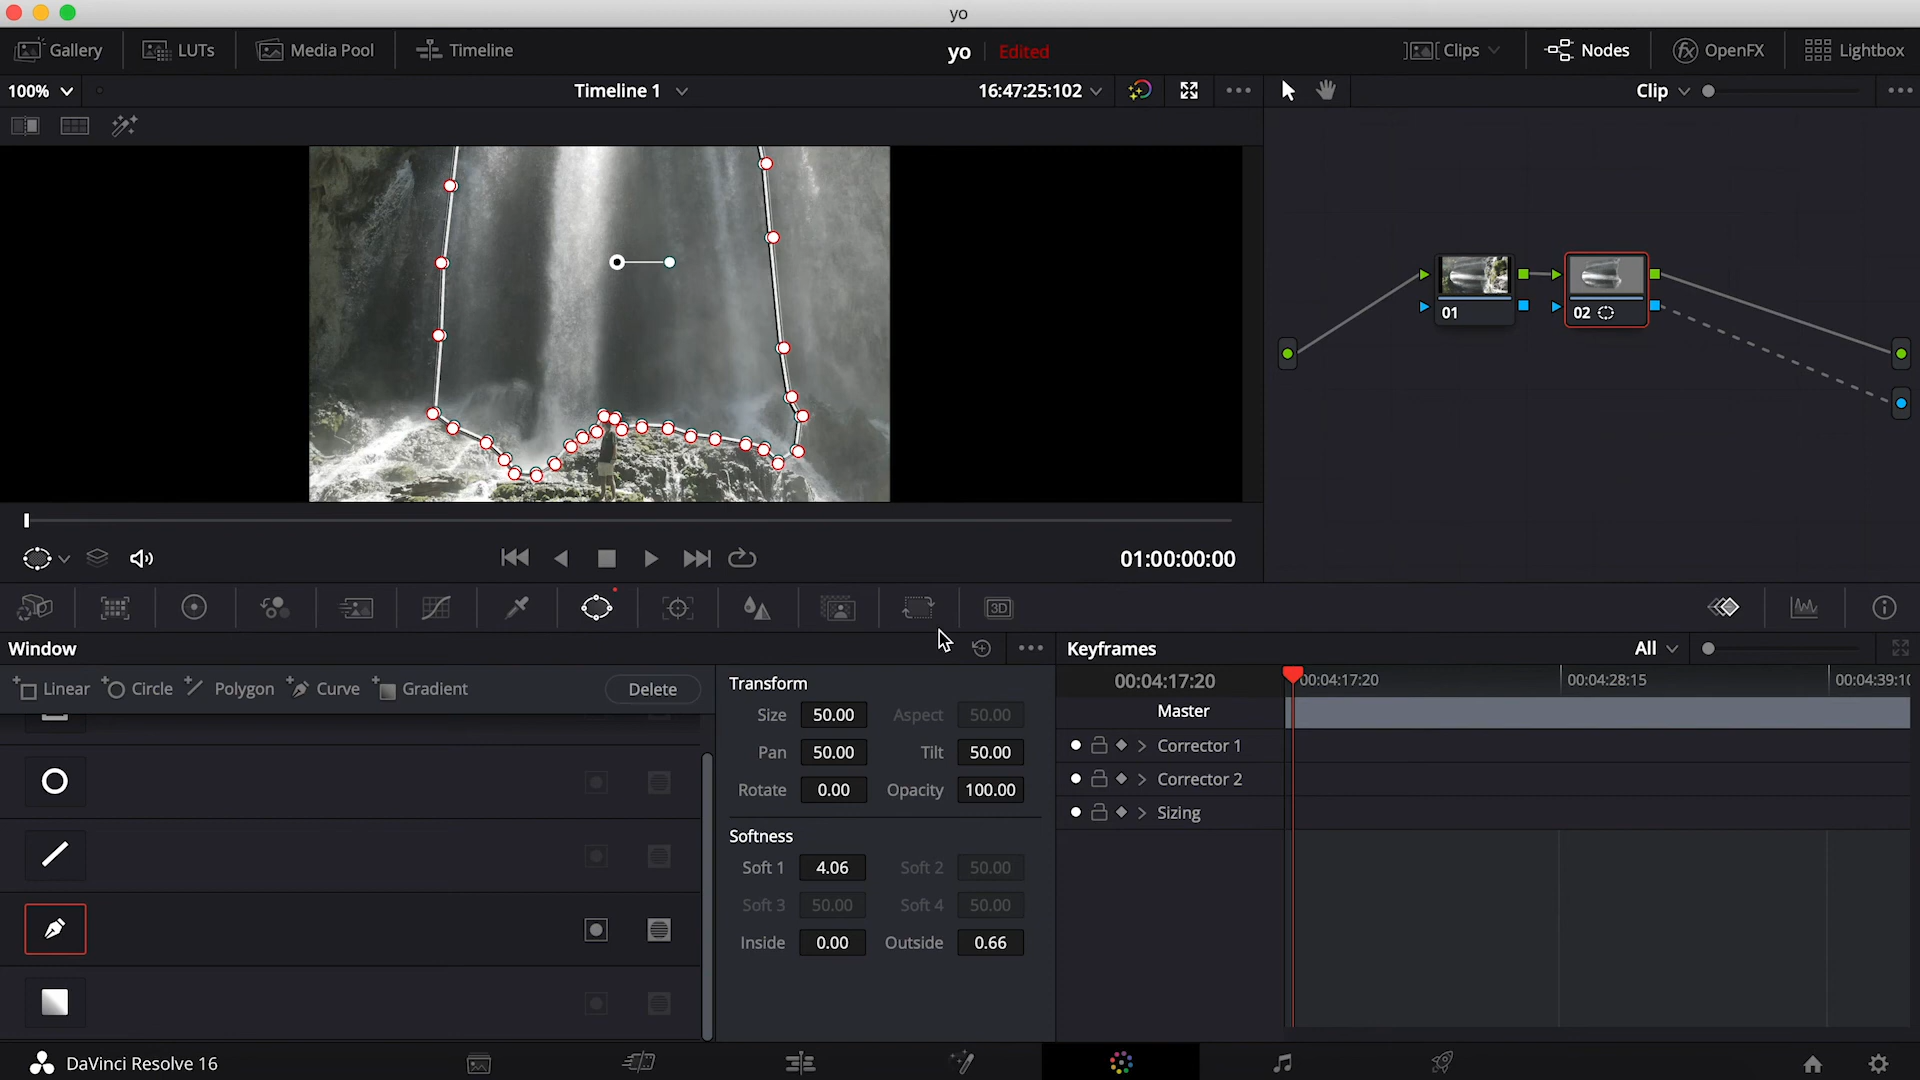 yo
Gallery
LUTs
Media Pool
Timeline
yo
Edited
Clips
Nodes
OpenFX
Lightbox
100%
Timeline 1
16:47:25:102
Clip
01
02
01:00:00:00
3D
Window
Keyframes
All
Linear
Circle
Polygon
Curve
Gradient
Delete
Transform
Size 50.00 Aspect 50.00
Pan 50.00 Tilt 50.00
Rotate 0.00 Opacity 100.00
Softness
Soft 1 4.06 Soft 2 50.00
Soft 3 50.00 Soft 4 50.00
Inside 0.00 Outside 0.66
00:04:17:20
00:04:17:20
00:04:28:15
00:04:39:10
Master
Corrector 1
Corrector 2
Sizing
DaVinci Resolve 16